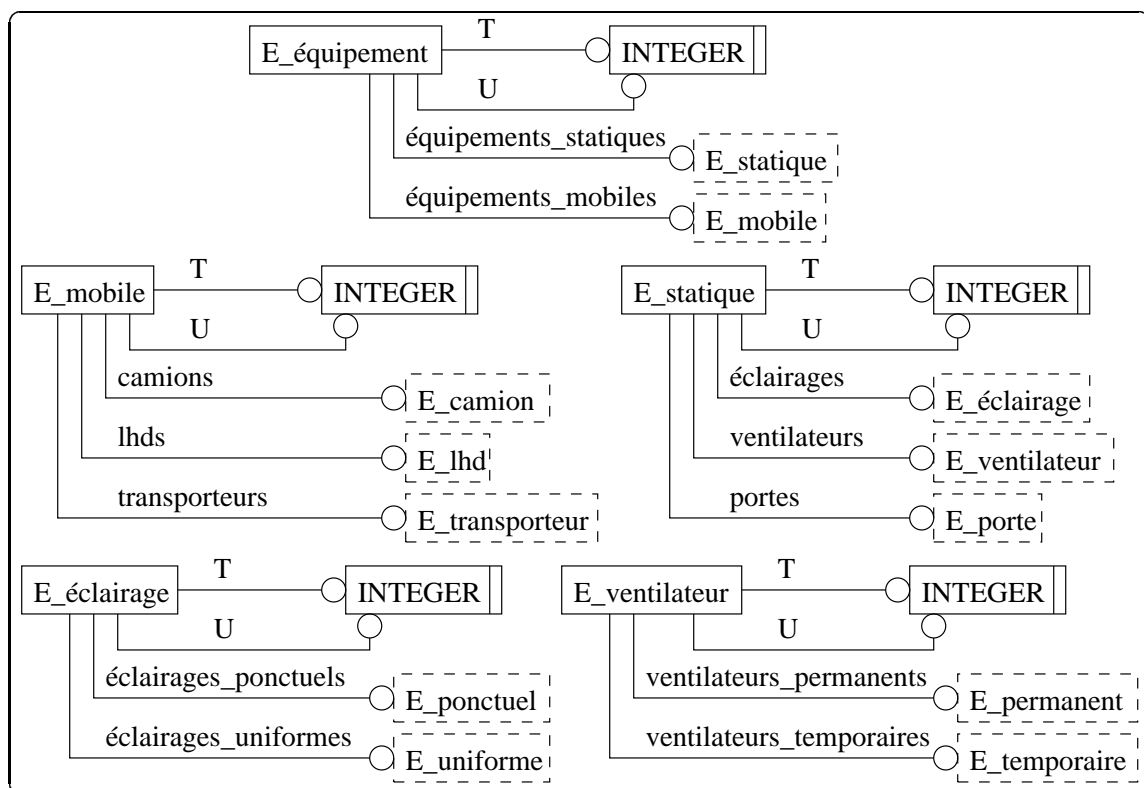 T
E_équipement INTEGER
U
équipements_statiques
E_statique
équipements_mobiles
E_mobile
T
E_mobile INTEGER
U
camions
E_camion
lhds
E_lhd
transporteurs
E_transporteur
T
E_statique INTEGER
U
éclairages
E_éclairage
ventilateurs
E_ventilateur
portes
E_porte
T
E_éclairage INTEGER
U
éclairages_ponctuels
E_ponctuel
éclairages_uniformes
E_uniforme
T
E_ventilateur INTEGER
U
ventilateurs_permanents
E_permanent
ventilateurs_temporaires
E_temporaire